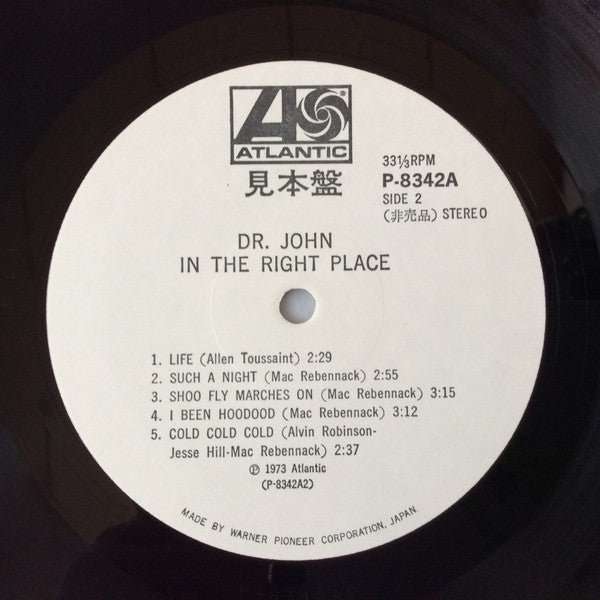 ATLANTIC
見本盤
33⅓RPM
P-8342A
SIDE 2
(非売品) STEREO
DR. JOHN
IN THE RIGHT PLACE
1. LIFE (Allen Toussaint) 2:29
2. SUCH A NIGHT (Mac Rebennack) 2:55
3. SHOO FLY MARCHES ON (Mac Rebennack) 3:15
4. I BEEN HOODOOD (Mac Rebennack) 3:12
5. COLD COLD COLD (Alvin Robinson-
Jesse Hill-Mac Rebennack) 2:37
Ⓟ 1973 Atlantic
(P-8342A2)
MADE BY WARNER PIONEER CORPORATION, JAPAN.